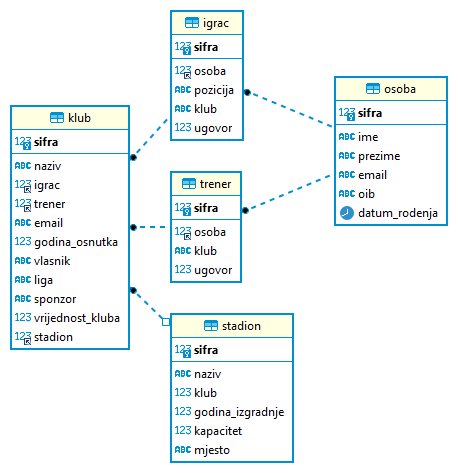 klub
123 sifra
ABC naziv
123 igrac
123 trener
ABC email
123 godina_osnutka
ABC vlasnik
ABC liga
ABC sponzor
123 vrijednost_kluba
123 stadion
igrac
123 sifra
123 osoba
ABC pozicija
ABC klub
123 ugovor
trener
123 sifra
123 osoba
ABC klub
123 ugovor
stadion
123 sifra
ABC naziv
123 klub
123 godina_izgradnje
123 kapacitet
ABC mjesto
osoba
123 sifra
ABC ime
ABC prezime
ABC email
ABC oib
datum_rodenja